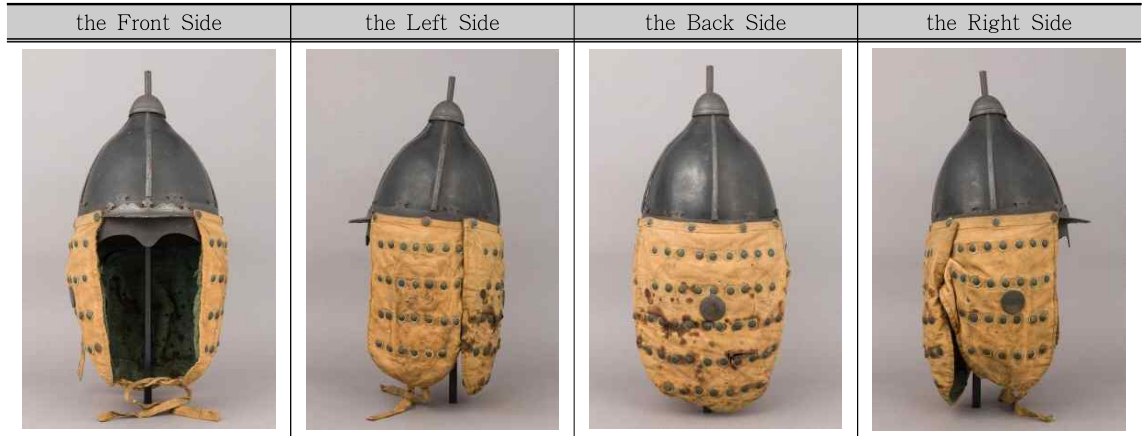 the Front Side
the Left Side
the Back Side
the Right Side